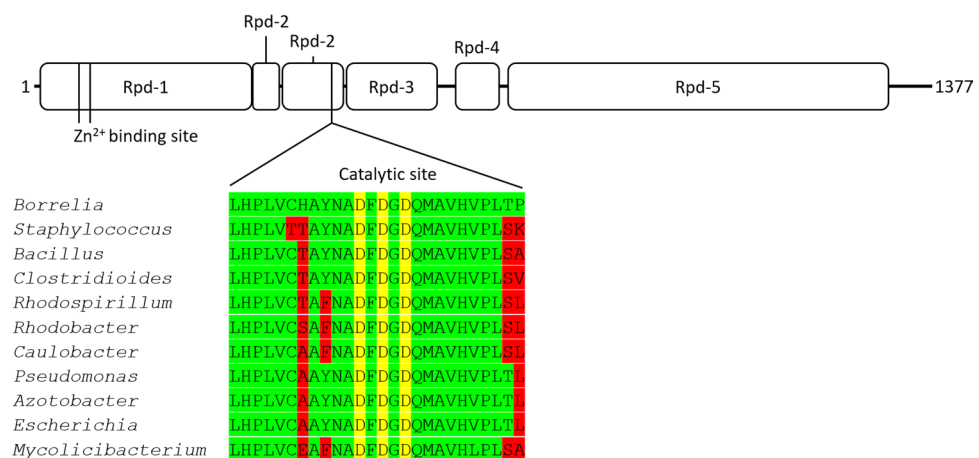 Rpd-2
Rpd-2
Rpd-4
1 Rpd-1 Rpd-3 Rpd-5 1377
Zn²⁺ binding site
Catalytic site
Borrelia LHPLVCHAYNADFDGDQMAVHVPLTP
Staphylococcus LHPLVTTAYNADFDGDQMAVHVPLSK
Bacillus LHPLVCTAYNADFDGDQMAVHVPLSA
Clostridioides LHPLVCTAYNADFDGDQMAVHVPLSV
Rhodospirillum LHPLVCTAFNADFDGDQMAVHVPLSL
Rhodobacter LHPLVCSAFNADFDGDQMAVHVPLSL
Caulobacter LHPLVCAAFNADFDGDQMAVHVPLSL
Pseudomonas LHPLVCAAYNADFDGDQMAVHVPLTL
Azotobacter LHPLVCAAYNADFDGDQMAVHVPLTL
Escherichia LHPLVCAAYNADFDGDQMAVHVPLTL
Mycolicibacterium LHPLVCEAFNADFDGDQMAVHLPLSA